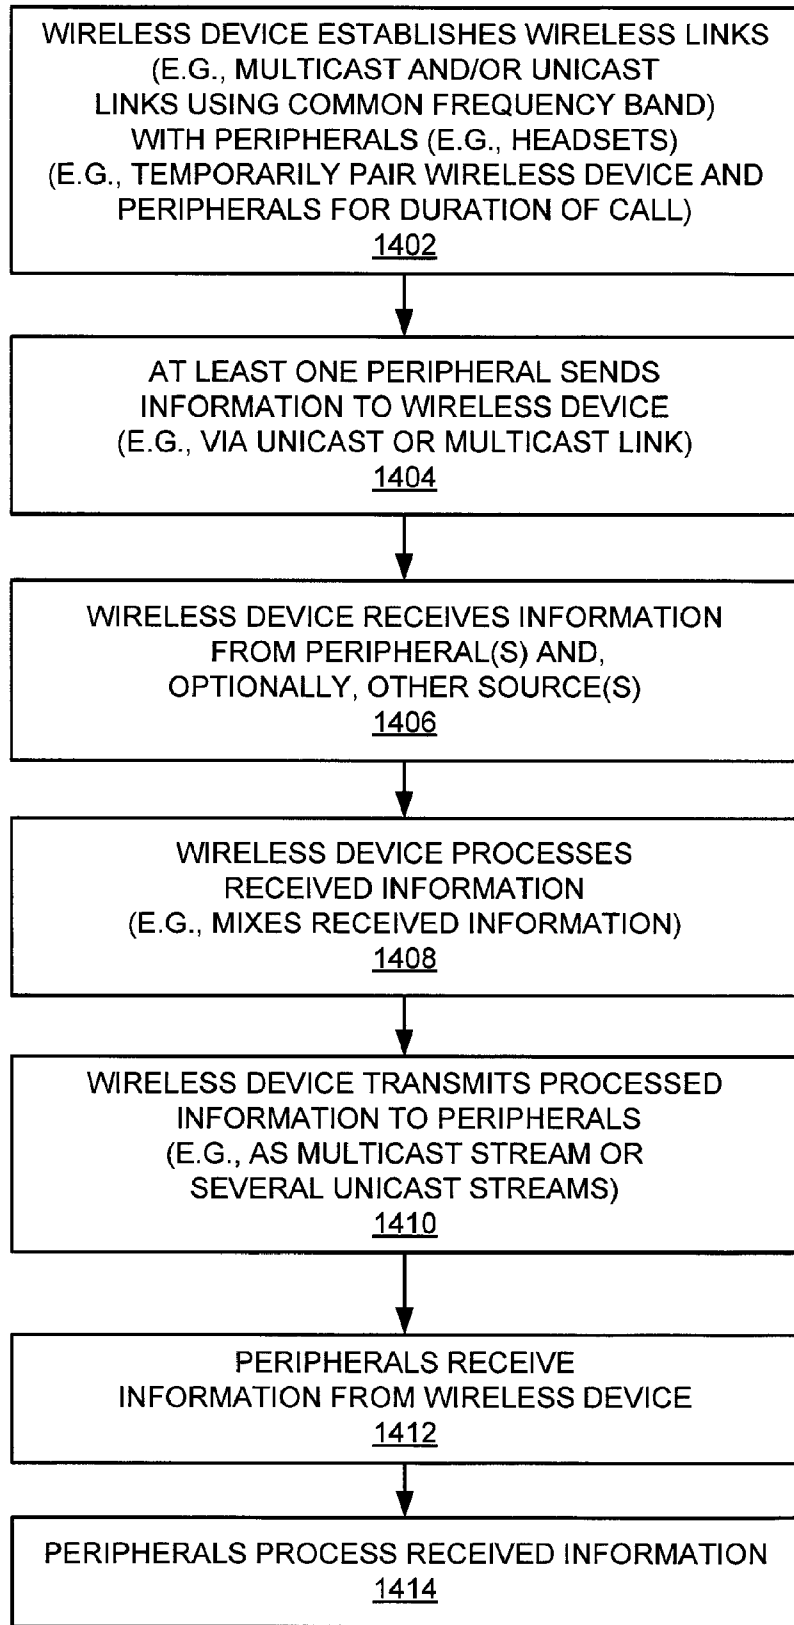 WIRELESS DEVICE ESTABLISHES WIRELESS LINKS
(E.G., MULTICAST AND/OR UNICAST
LINKS USING COMMON FREQUENCY BAND)
WITH PERIPHERALS (E.G., HEADSETS)
(E.G., TEMPORARILY PAIR WIRELESS DEVICE AND
PERIPHERALS FOR DURATION OF CALL)
1402
AT LEAST ONE PERIPHERAL SENDS
INFORMATION TO WIRELESS DEVICE
(E.G., VIA UNICAST OR MULTICAST LINK)
1404
WIRELESS DEVICE RECEIVES INFORMATION
FROM PERIPHERAL(S) AND,
OPTIONALLY, OTHER SOURCE(S)
1406
WIRELESS DEVICE PROCESSES
RECEIVED INFORMATION
(E.G., MIXES RECEIVED INFORMATION)
1408
WIRELESS DEVICE TRANSMITS PROCESSED
INFORMATION TO PERIPHERALS
(E.G., AS MULTICAST STREAM OR
SEVERAL UNICAST STREAMS)
1410
PERIPHERALS RECEIVE
INFORMATION FROM WIRELESS DEVICE
1412
PERIPHERALS PROCESS RECEIVED INFORMATION
1414